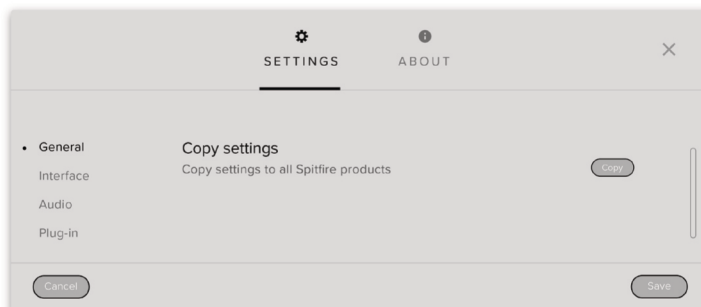 SETTINGS
ABOUT
General
Interface
Audio
Plug-in
Copy settings
Copy settings to all Spitfire products
Copy
Cancel
Save